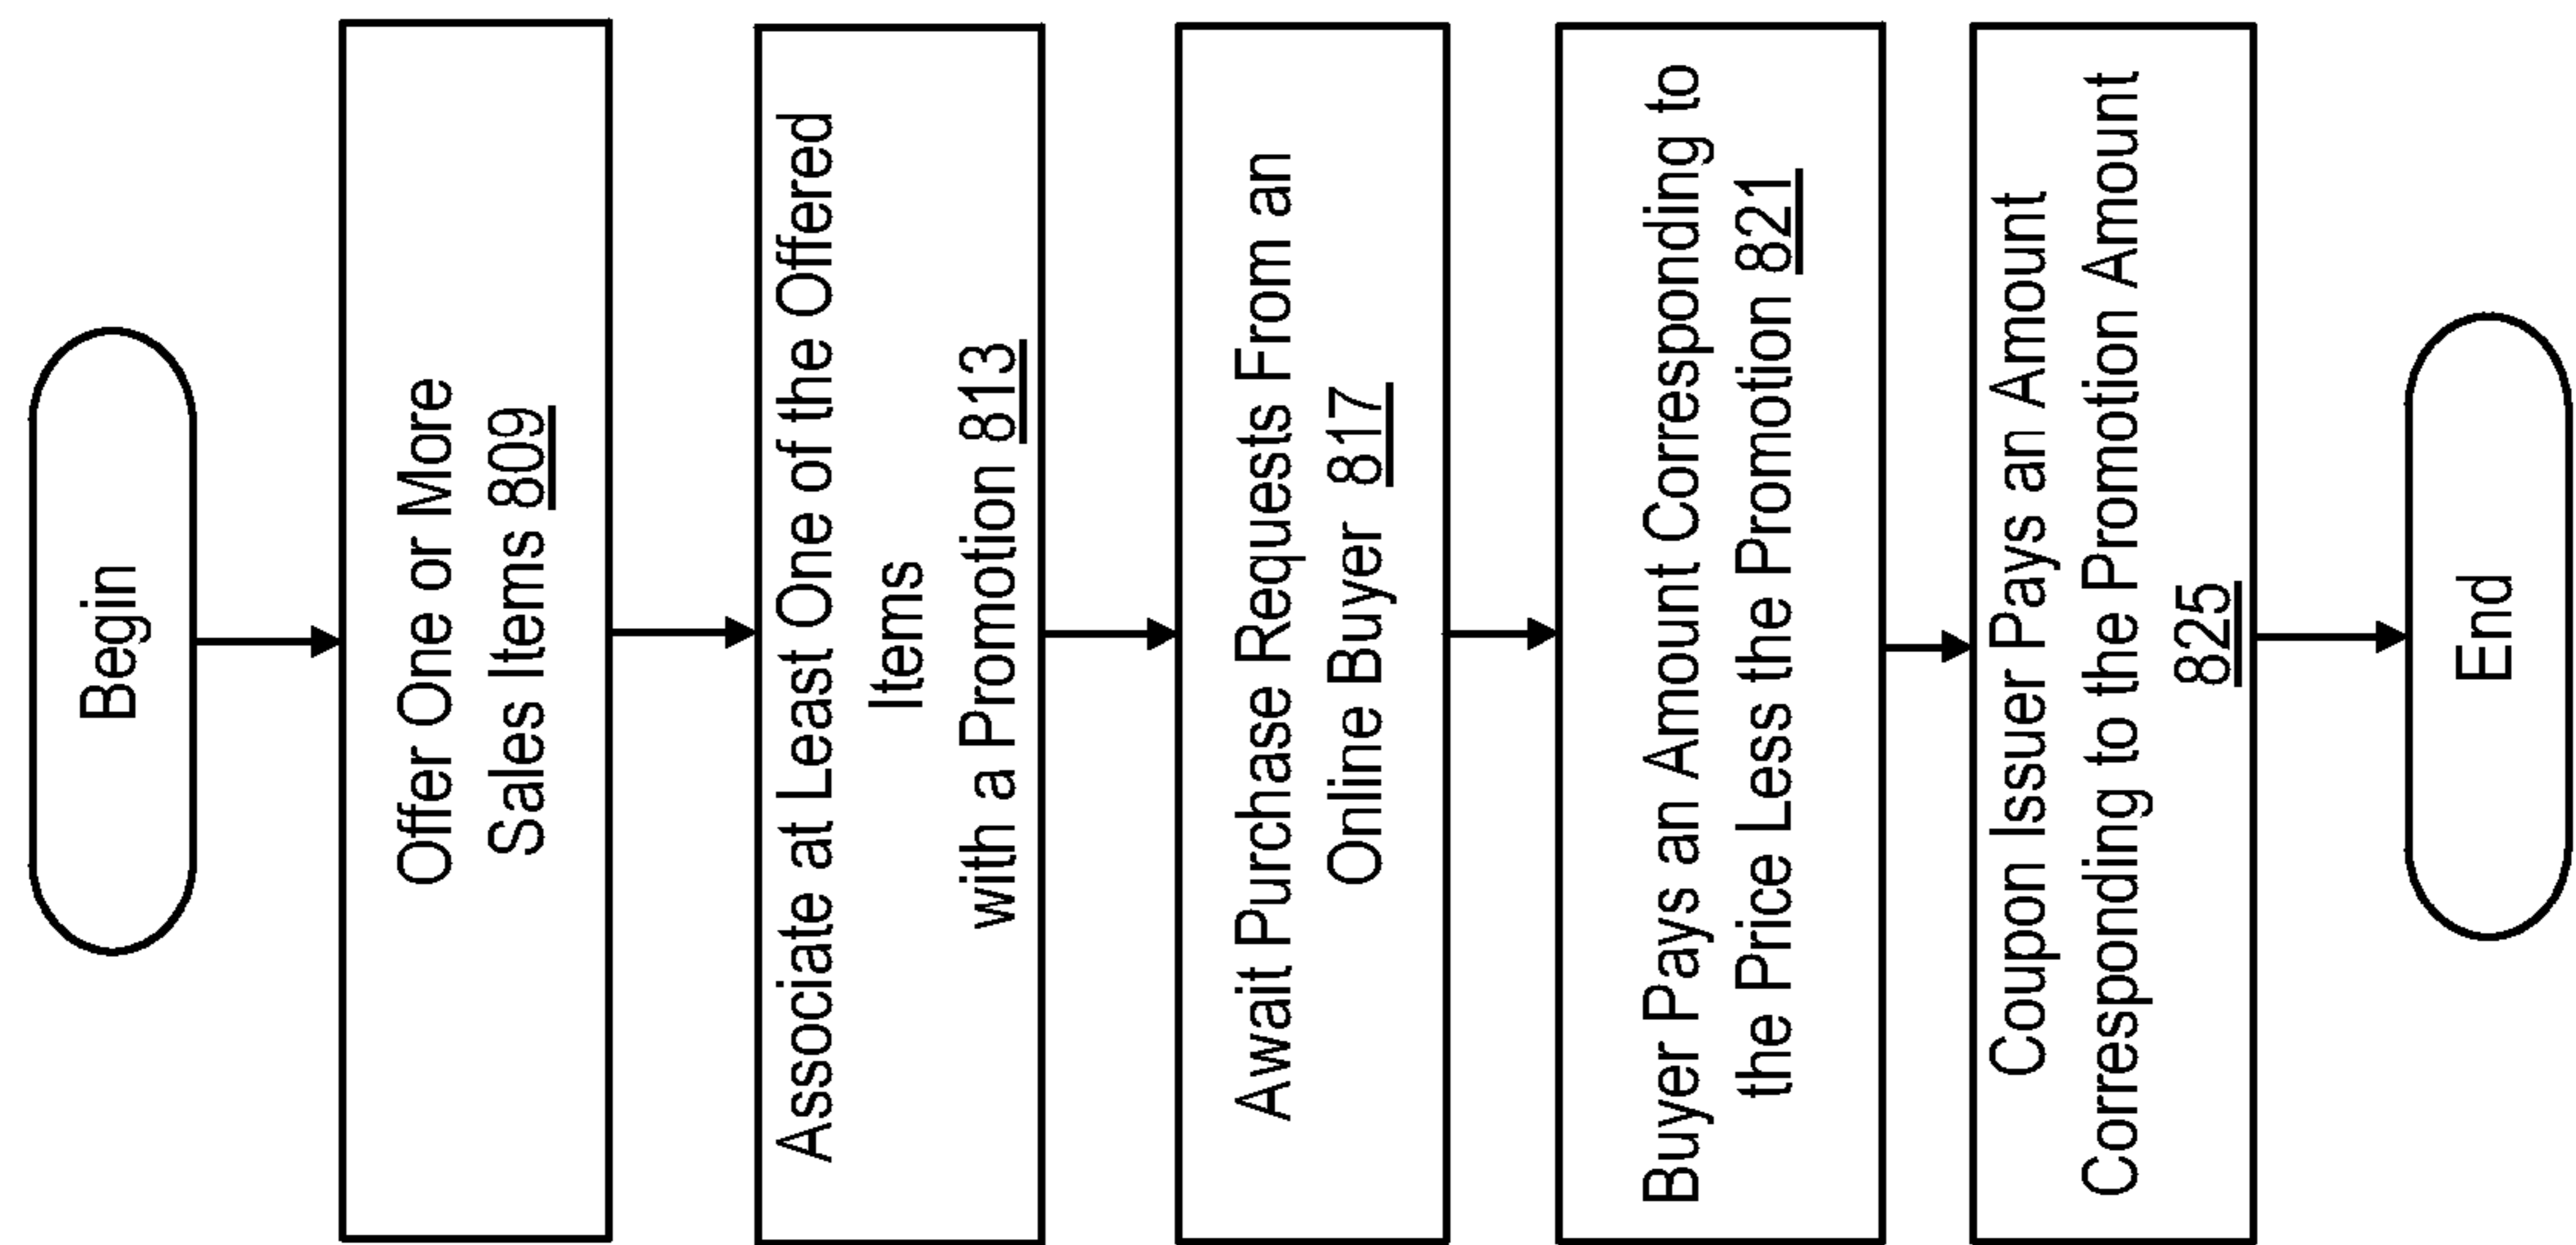 Begin
Offer One or More
Sales Items 809
Associate at Least One of the Offered
Items
with a Promotion 813
Await Purchase Requests From an
Online Buyer 817
Buyer Pays an Amount Corresponding to
the Price Less the Promotion 821
Coupon Issuer Pays an Amount
Corresponding to the Promotion Amount
825
End